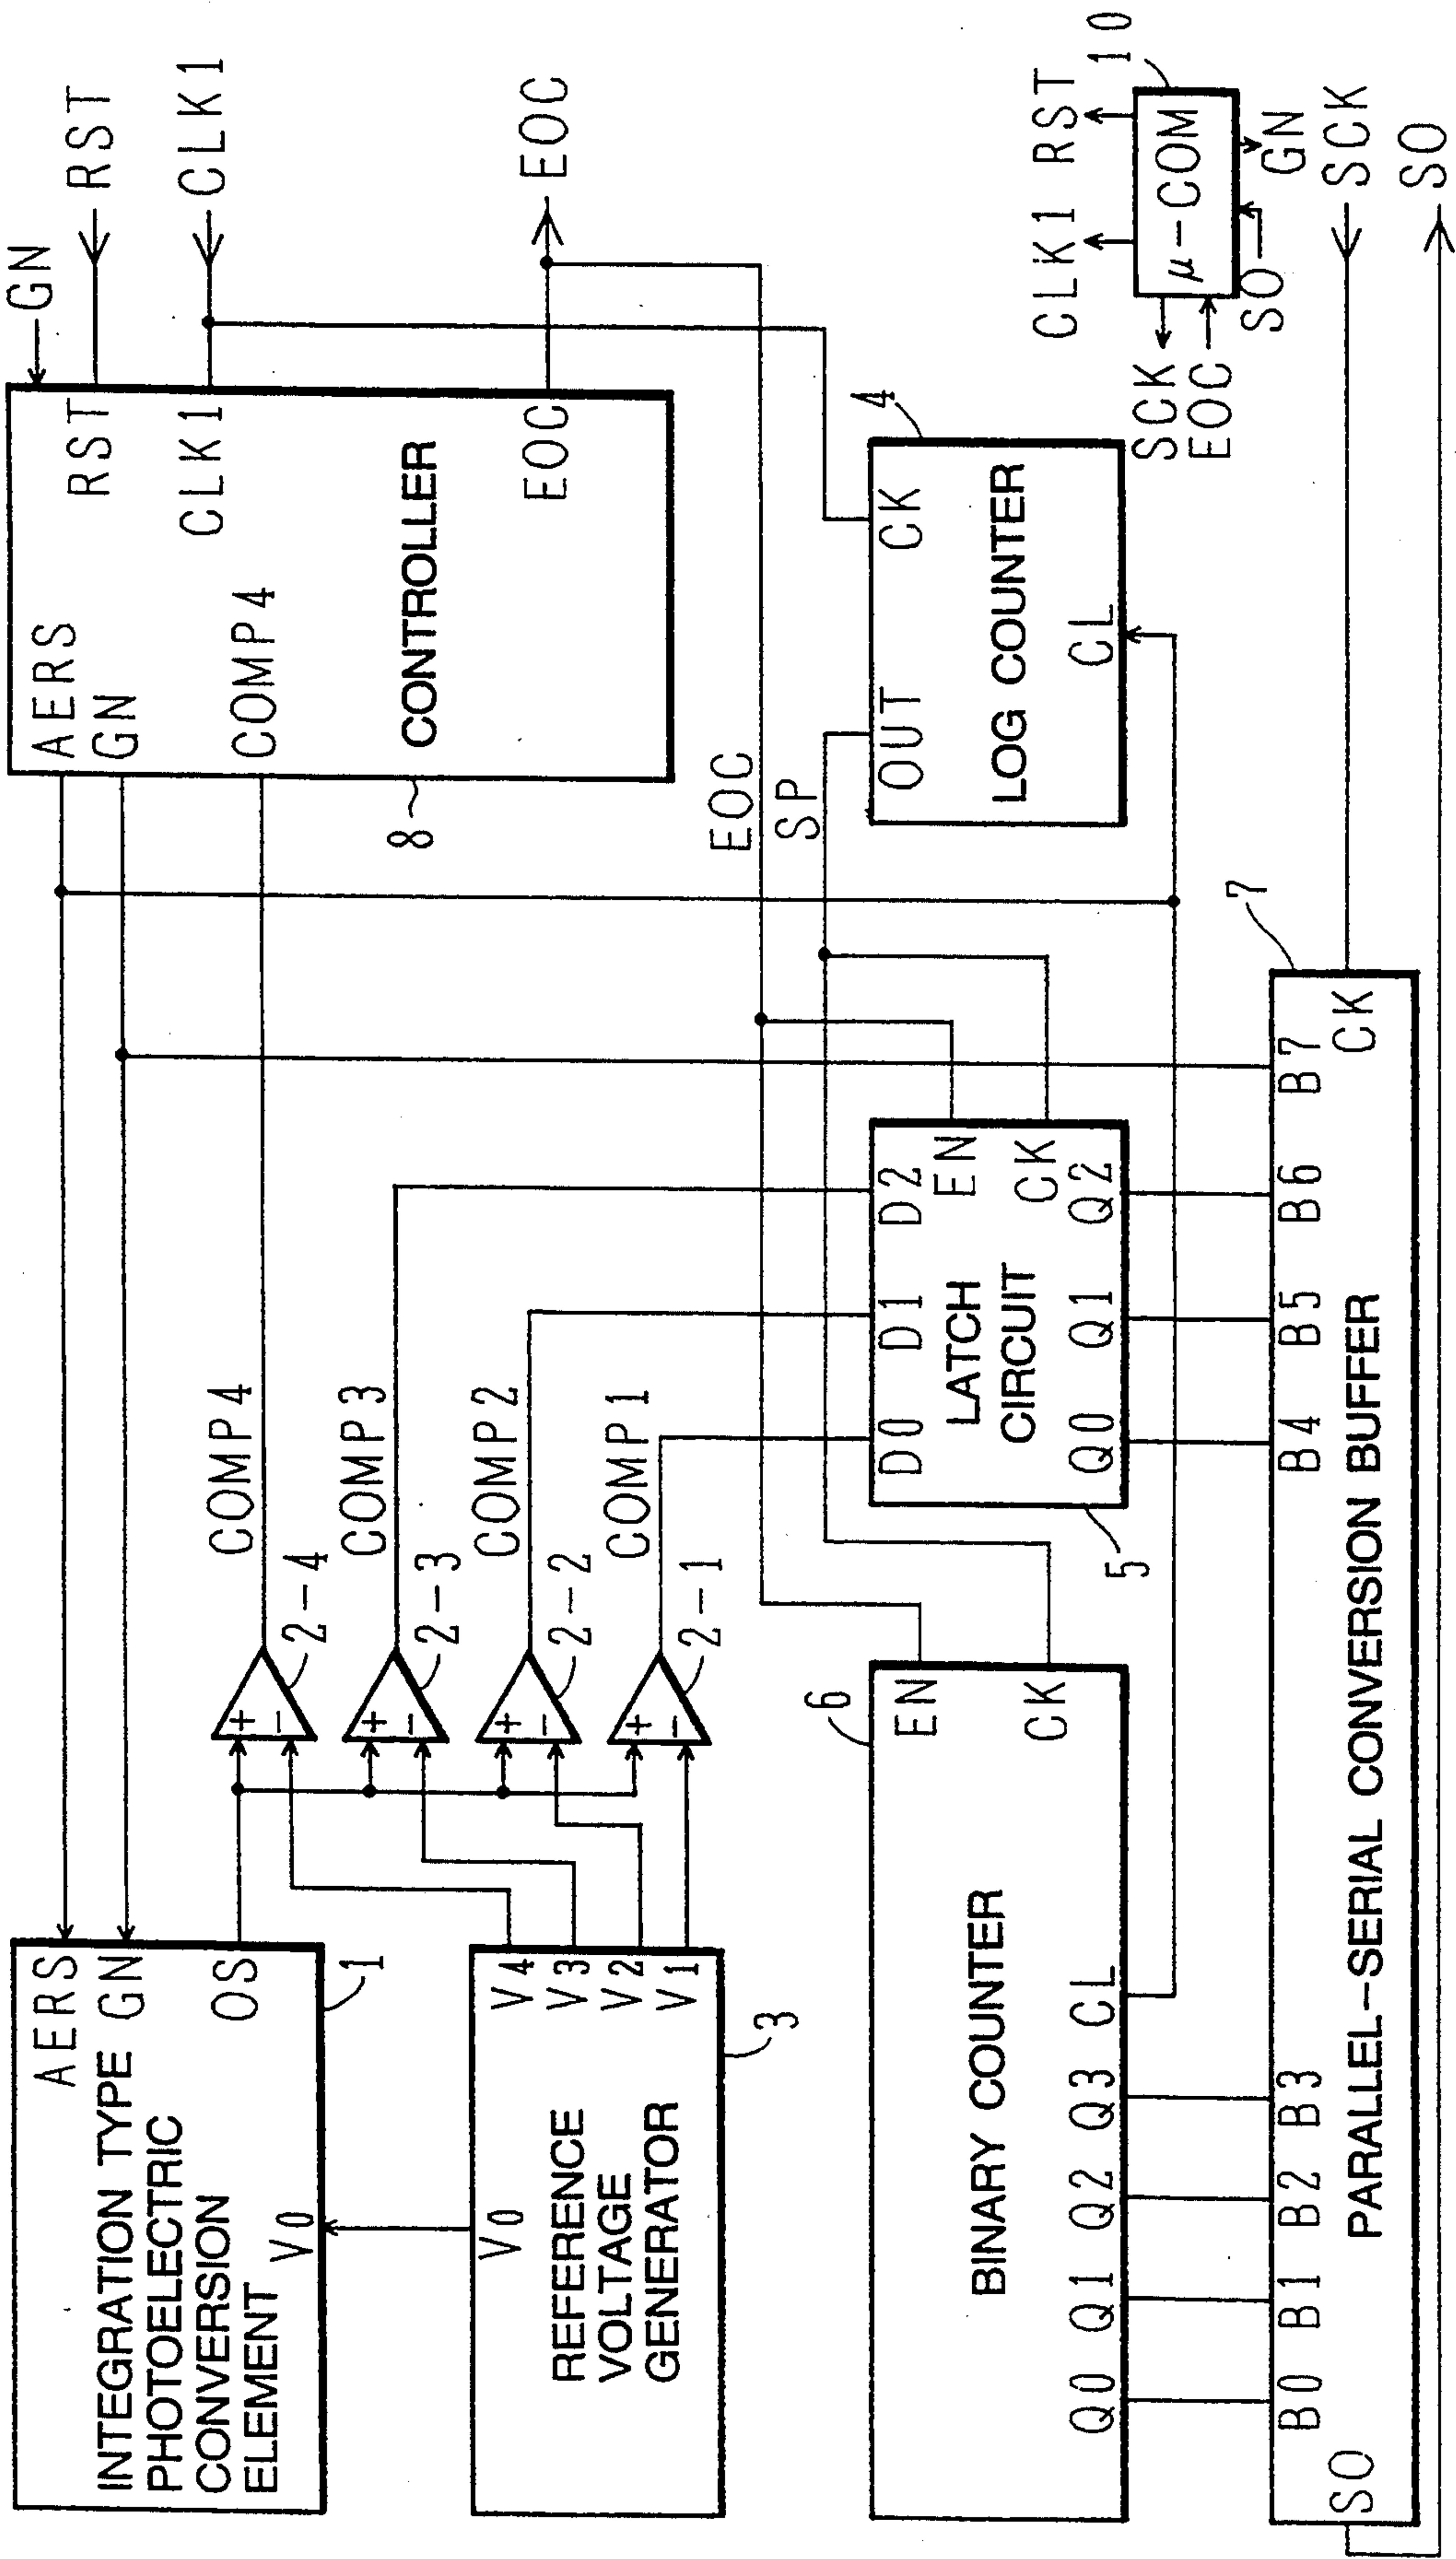 INTEGRATION TYPE
PHOTOELECTRIC
CONVERSION
ELEMENT
AERS
GN
OS
V0
1
REFERENCE
VOLTAGE
GENERATOR
V0
V4
V3
V2
V1
3
2-4
2-3
2-2
2-1
+
-
+
-
+
-
+
-
COMP4
COMP3
COMP2
COMP1
AERS
GN
COMP4
CONTROLLER
8
RST
CLK1
EOC
GN
RST
CLK1
EOC
EOC
SP
BINARY COUNTER
6
EN
CK
Q0
Q1
Q2
Q3
CL
LATCH
CIRCUIT
5
D0
D1
D2
EN
CK
Q0
Q1
Q2
LOG COUNTER
4
OUT
CK
CL
CLK1
RST
10
μ-COM
SCK
EOC
SO
GN
PARALLEL-SERIAL CONVERSION BUFFER
7
SO
B0
B1
B2
B3
B4
B5
B6
B7
CK
SCK
SO